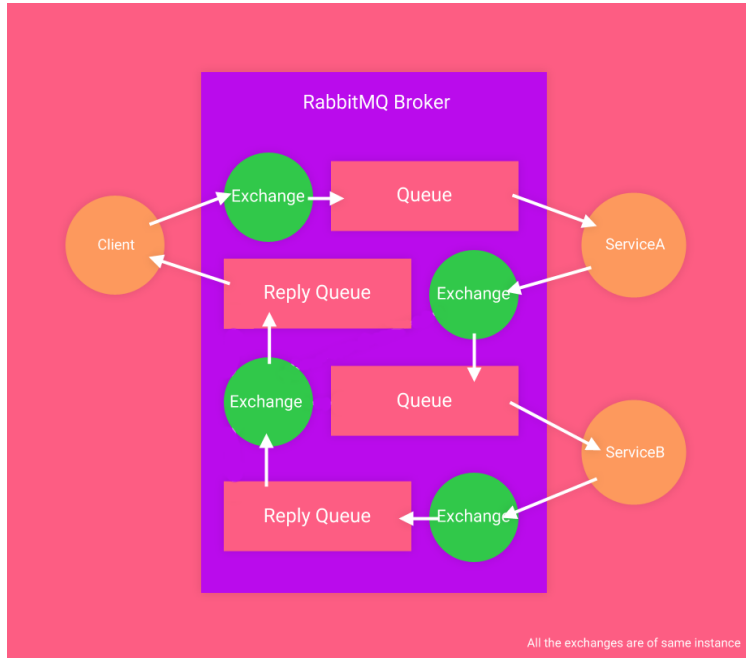 RabbitMQ Broker
Exchange
Queue
Client
ServiceA
Reply Queue
Exchange
Exchange
Queue
ServiceB
Reply Queue
Exchange
All the exchanges are of same instance